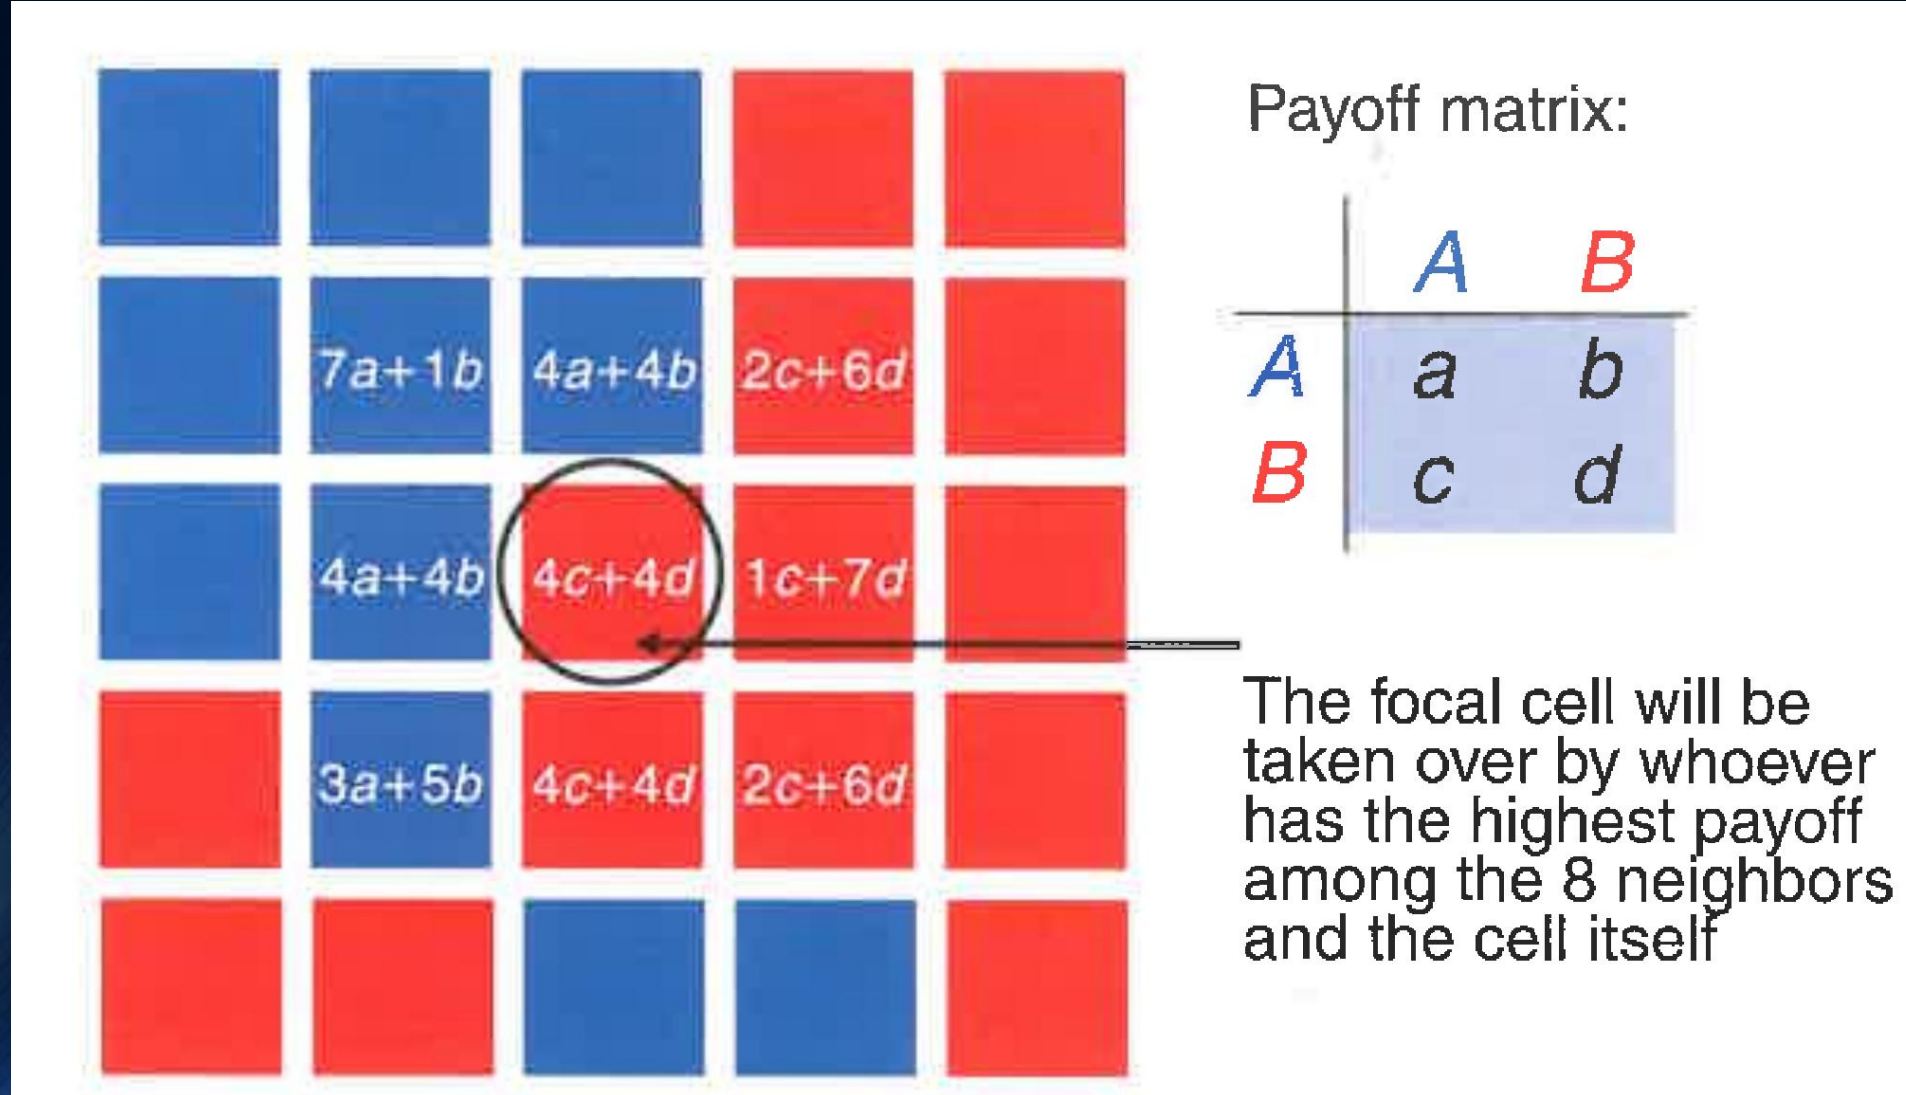 Payoff matrix:
A B
A a b
B c d
7a+1b 4a+4b 2c+6d
4a+4b 4c+4d 1c+7d
3a+5b 4c+4d 2c+6d
The focal cell will be
taken over by whoever
has the highest payoff
among the 8 neighbors
and the cell itself